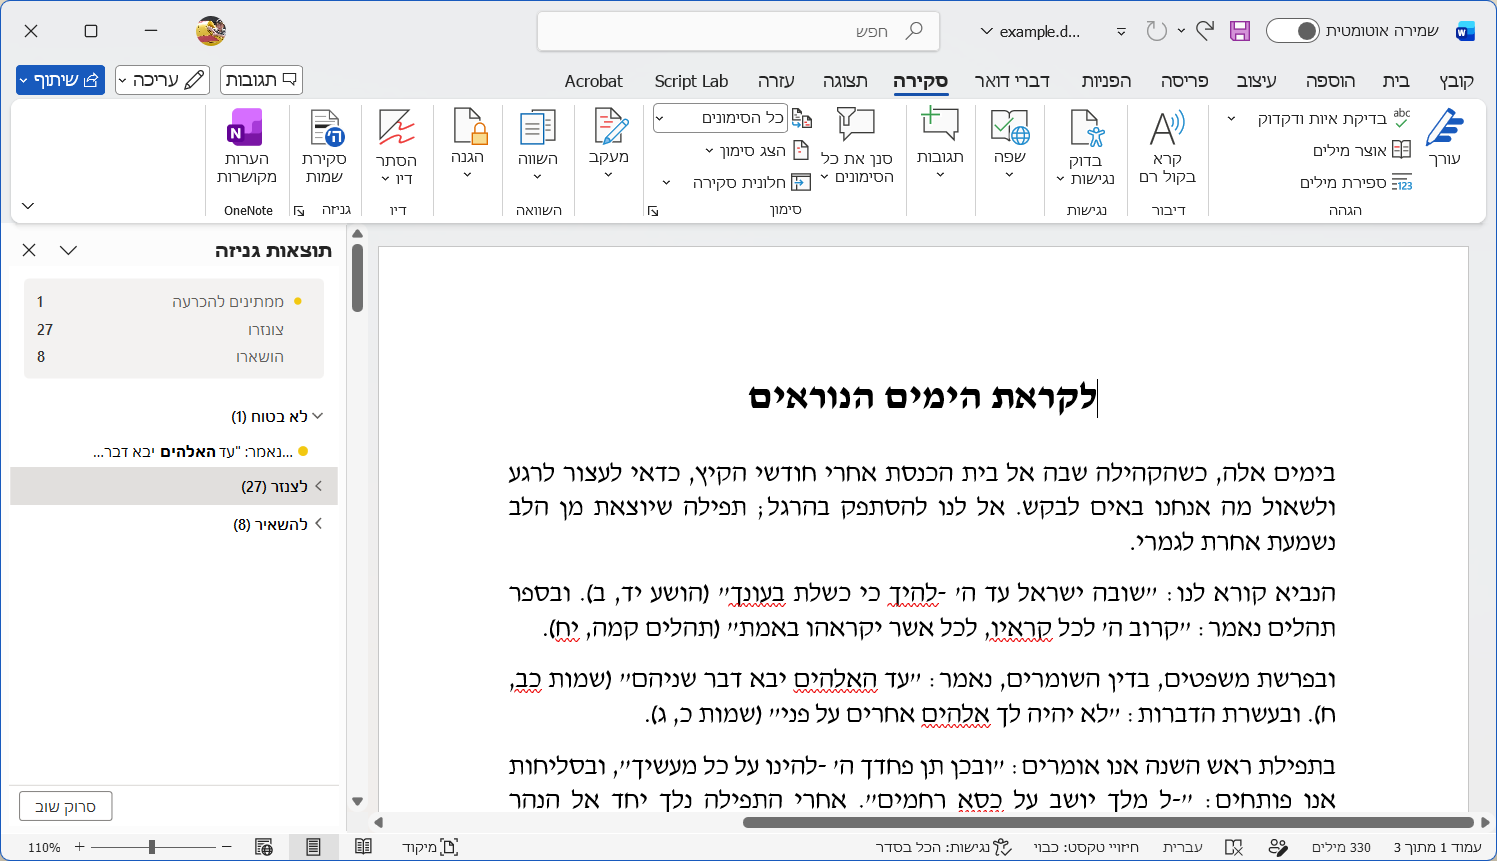 שמירה אוטומטית
example.d...
חפש
קובץ
בית
הוספה
עיצוב
פריסה
הפניות
דברי דואר
סקירה
תצוגה
עזרה
Script Lab
Acrobat
תגובות
עריכה
שיתוף
עורך
abc
בדיקת איות ודקדוק
אוצר מילים
123
ספירת מילים
הגהה
קרא
בקול רם
דיבור
בדוק
נגישות
נגישות
שפה
תגובות
סנך את כל
הסימונים
כל הסימונים
הצג סימון
חלונית סקירה
סימון
מעקב
השווה
השוואה
הגנה
הסתר
דיו
דיו
סקירת
שמות
גניזה
הערות
מקושרות
OneNote
תוצאות גניזה
ממתינים להכרעה 1
צונזרו 27
הושארו 8
לא בטוח (1)
...נאמר: "עד האלהים יבא דבר...
לצנזר (27)
להשאיר (8)
סרוק שוב
לקראת הימים הנוראים
בימים אלה, כשהקהילה שבה אל בית הכנסת אחרי חודשי הקיץ, כדאי לעצור לרגע
ולשאול מה אנחנו באים לבקש. אל לנו להסתפק בהרגל; תפילה שיוצאת מן הלב
נשמעת אחרת לגמרי.
הנביא קורא לנו: "שובה ישראל עד ה' -להיך כי כשלת בעונך" (הושע יד, ב). ובספר
תהלים נאמר: "קרוב ה' לכל קראיו, לכל אשר יקראהו באמת" (תהלים קמה, יח).
ובפרשת משפטים, בדין השומרים, נאמר: "עד האלהים יבא דבר שניהם" (שמות כב,
ח). ובעשרת הדברות: "לא יהיה לך אלהים אחרים על פני" (שמות כ, ג).
בתפילת ראש השנה אנו אומרים: "ובכן תן פחדך ה' -להינו על כל מעשיך", ובסליחות
אנו פותחים: "-ל מלך יושב על כסא רחמים". אחרי התפילה נלך יחד אל הנהר
עמוד 1 מתוך 3
330 מילים
עברית
חיזויי טקסט: כבוי
נגישות: הכל בסדר
מיקוד
110%